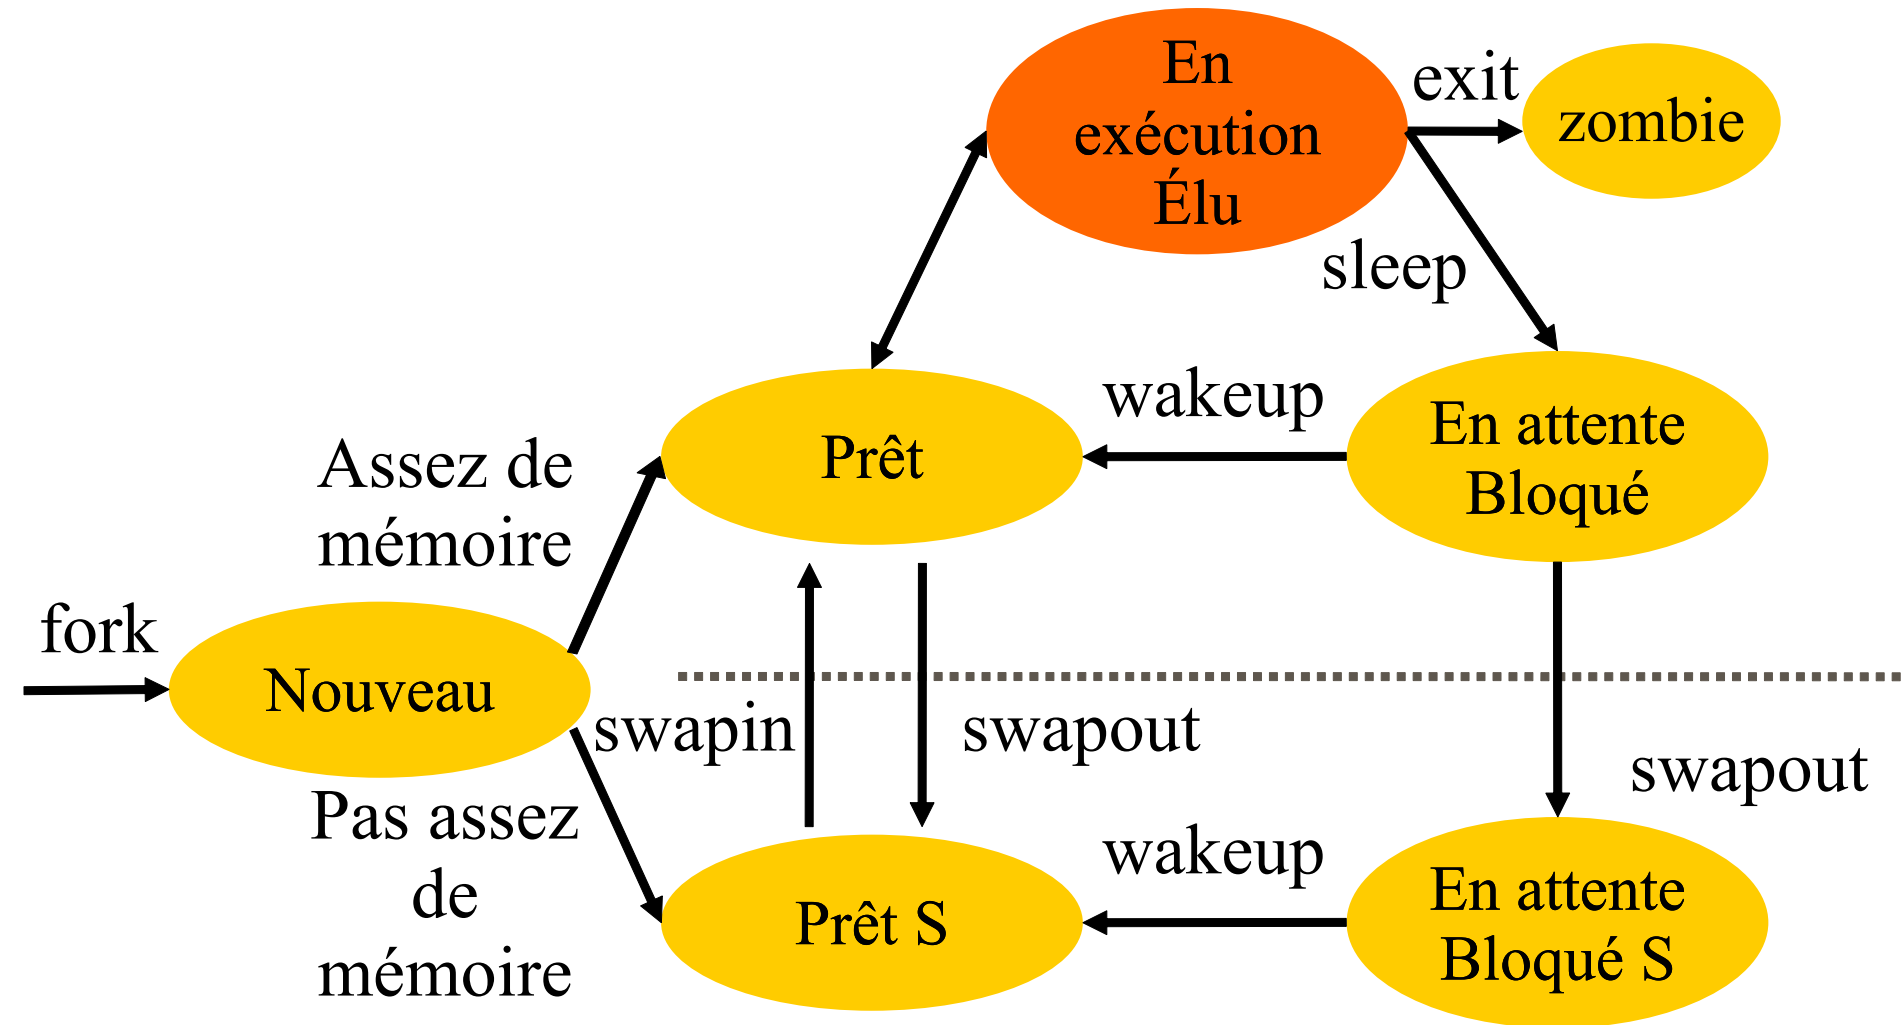 En
exécution
Élu
exit
zombie
sleep
wakeup
Prêt
En attente
Bloqué
Assez de
mémoire
fork
Nouveau
swapin
swapout
swapout
Pas assez
de
mémoire
Prêt S
wakeup
En attente
Bloqué S